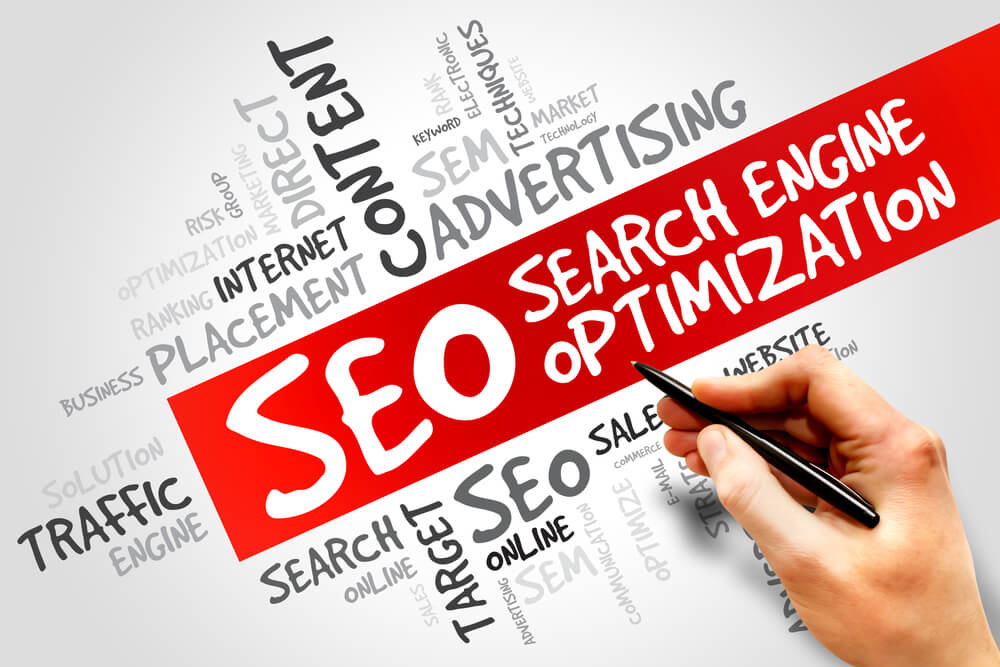 CONTENT
DIRECT
MARKETING
GROUP
RISK
OPTIMIZATION
INTERNET
RANKING
PLACEMENT
BUSINESS
KEYWORD
RANK
ELECTRONIC
TECHNIQUES
WEBSITE
MARKET
TECHNOLOGY
SEM
ADVERTISING
SEO
SEARCH ENGINE
OPTIMIZATION
SOLUTION
TRAFFIC
ENGINE
SEARCH
ONLINE
SALES
TARGET
SEO
ONLINE
ADVERTISING
SEM
COMMUNICATION
OPTIMIZE
SALE
COMMERCE
E-MAIL
WEBSITE